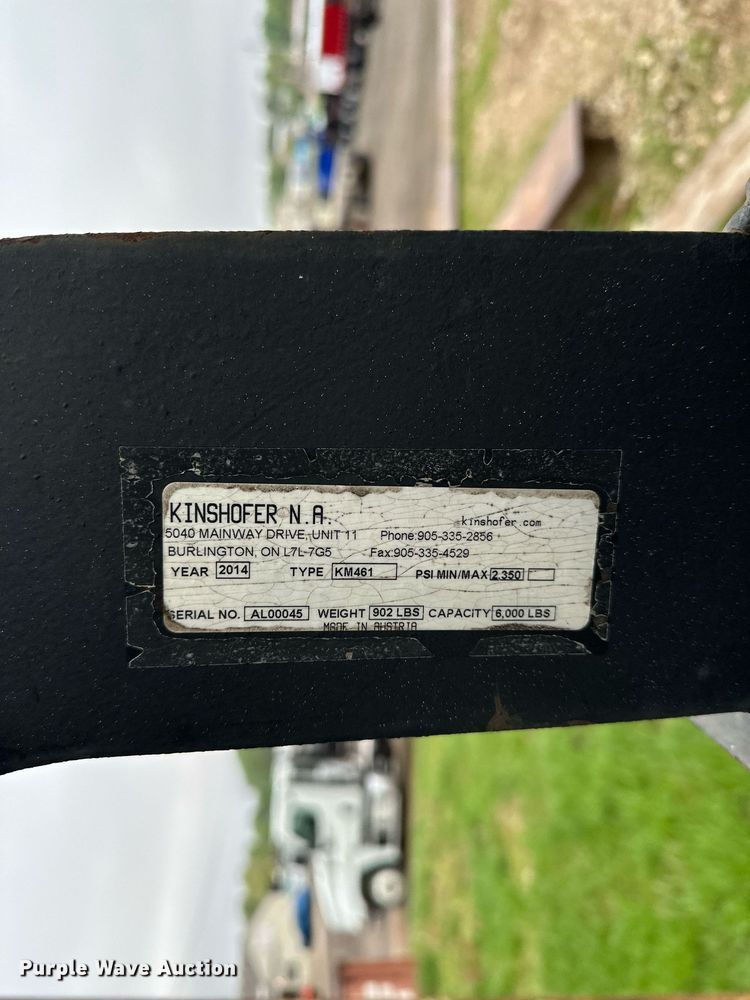 KINSHOFER N.A.
kinshofer.com
5040 MAINWAY DRIVE, UNIT 11 Phone:905-335-2856
BURLINGTON, ON L7L-7G5 Fax:905-335-4529
YEAR 2014 TYPE KM461 PSI MIN/MAX 2,350
SERIAL NO. AL00045 WEIGHT 902 LBS CAPACITY 6,000 LBS
MADE IN AUSTRIA
Purple Wave Auction